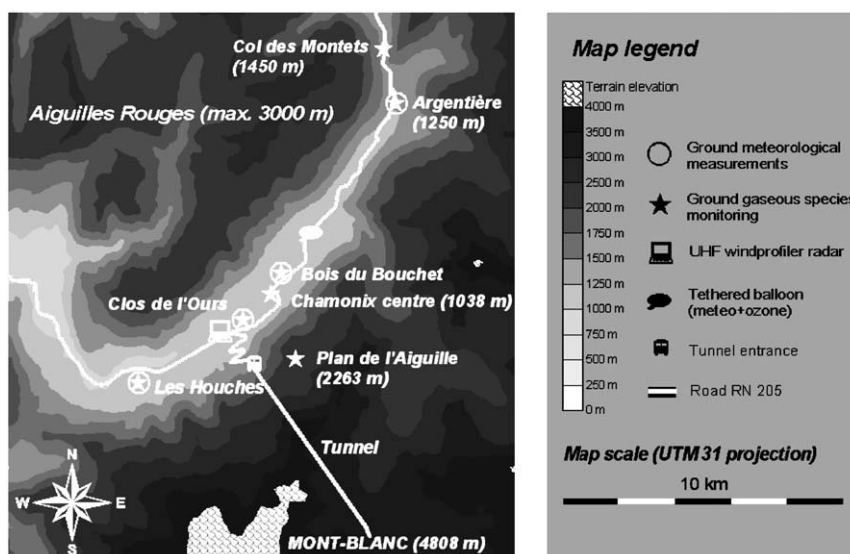 Col des Montets
(1450 m)
Aiguilles Rouges (max. 3000 m)
Argentière
(1250 m)
Bois du Bouchet
Clos de l'Ours
Chamonix centre (1038 m)
Plan de l'Aiguille
(2263 m)
Les Houches
Tunnel
N
W
E
S
MONT-BLANC (4808 m)
Map legend
Terrain elevation
4000 m
3500 m
3000 m
2500 m
2000 m
1750 m
1500 m
1250 m
1000 m
750 m
500 m
250 m
0 m
Ground meteorological
measurements
Ground gaseous species
monitoring
UHF windprofiler radar
Tethered balloon
(meteo+ozone)
Tunnel entrance
Road RN 205
Map scale (UTM 31 projection)
10 km